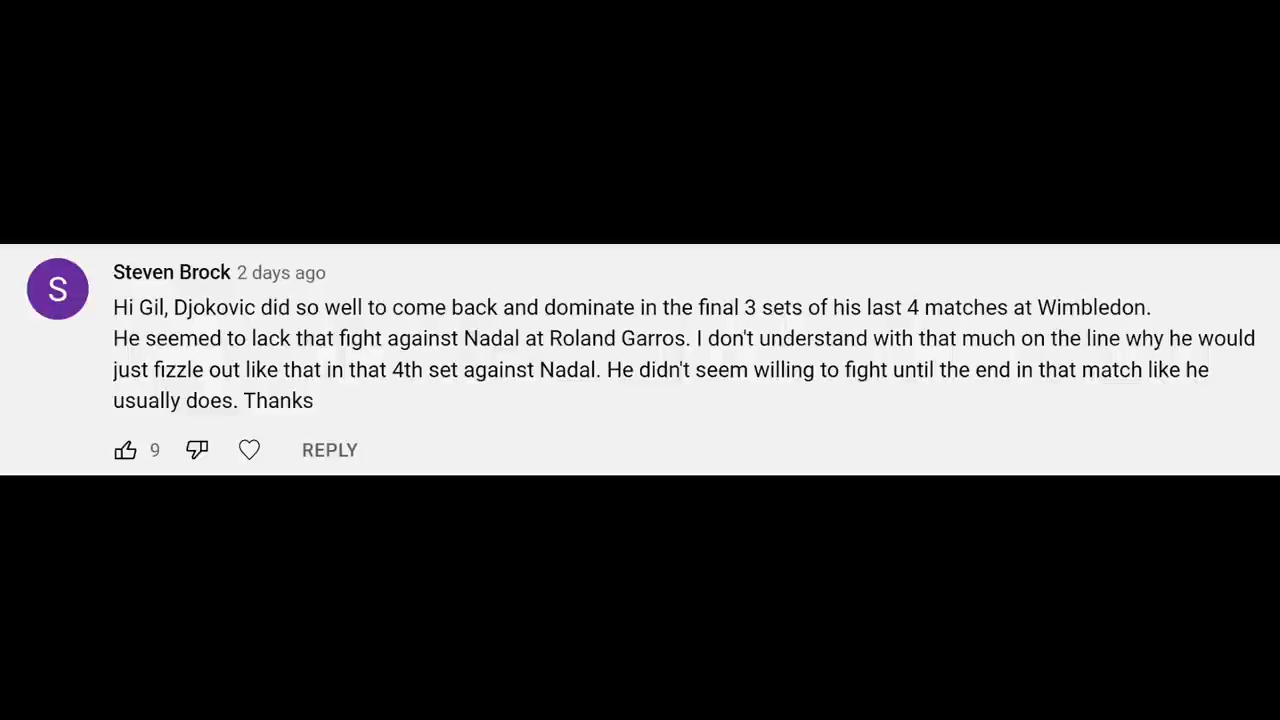 S
Steven Brock 2 days ago
Hi Gil, Djokovic did so well to come back and dominate in the final 3 sets of his last 4 matches at Wimbledon.
He seemed to lack that fight against Nadal at Roland Garros. I don't understand with that much on the line why he would
just fizzle out like that in that 4th set against Nadal. He didn't seem willing to fight until the end in that match like he
usually does. Thanks
9 REPLY